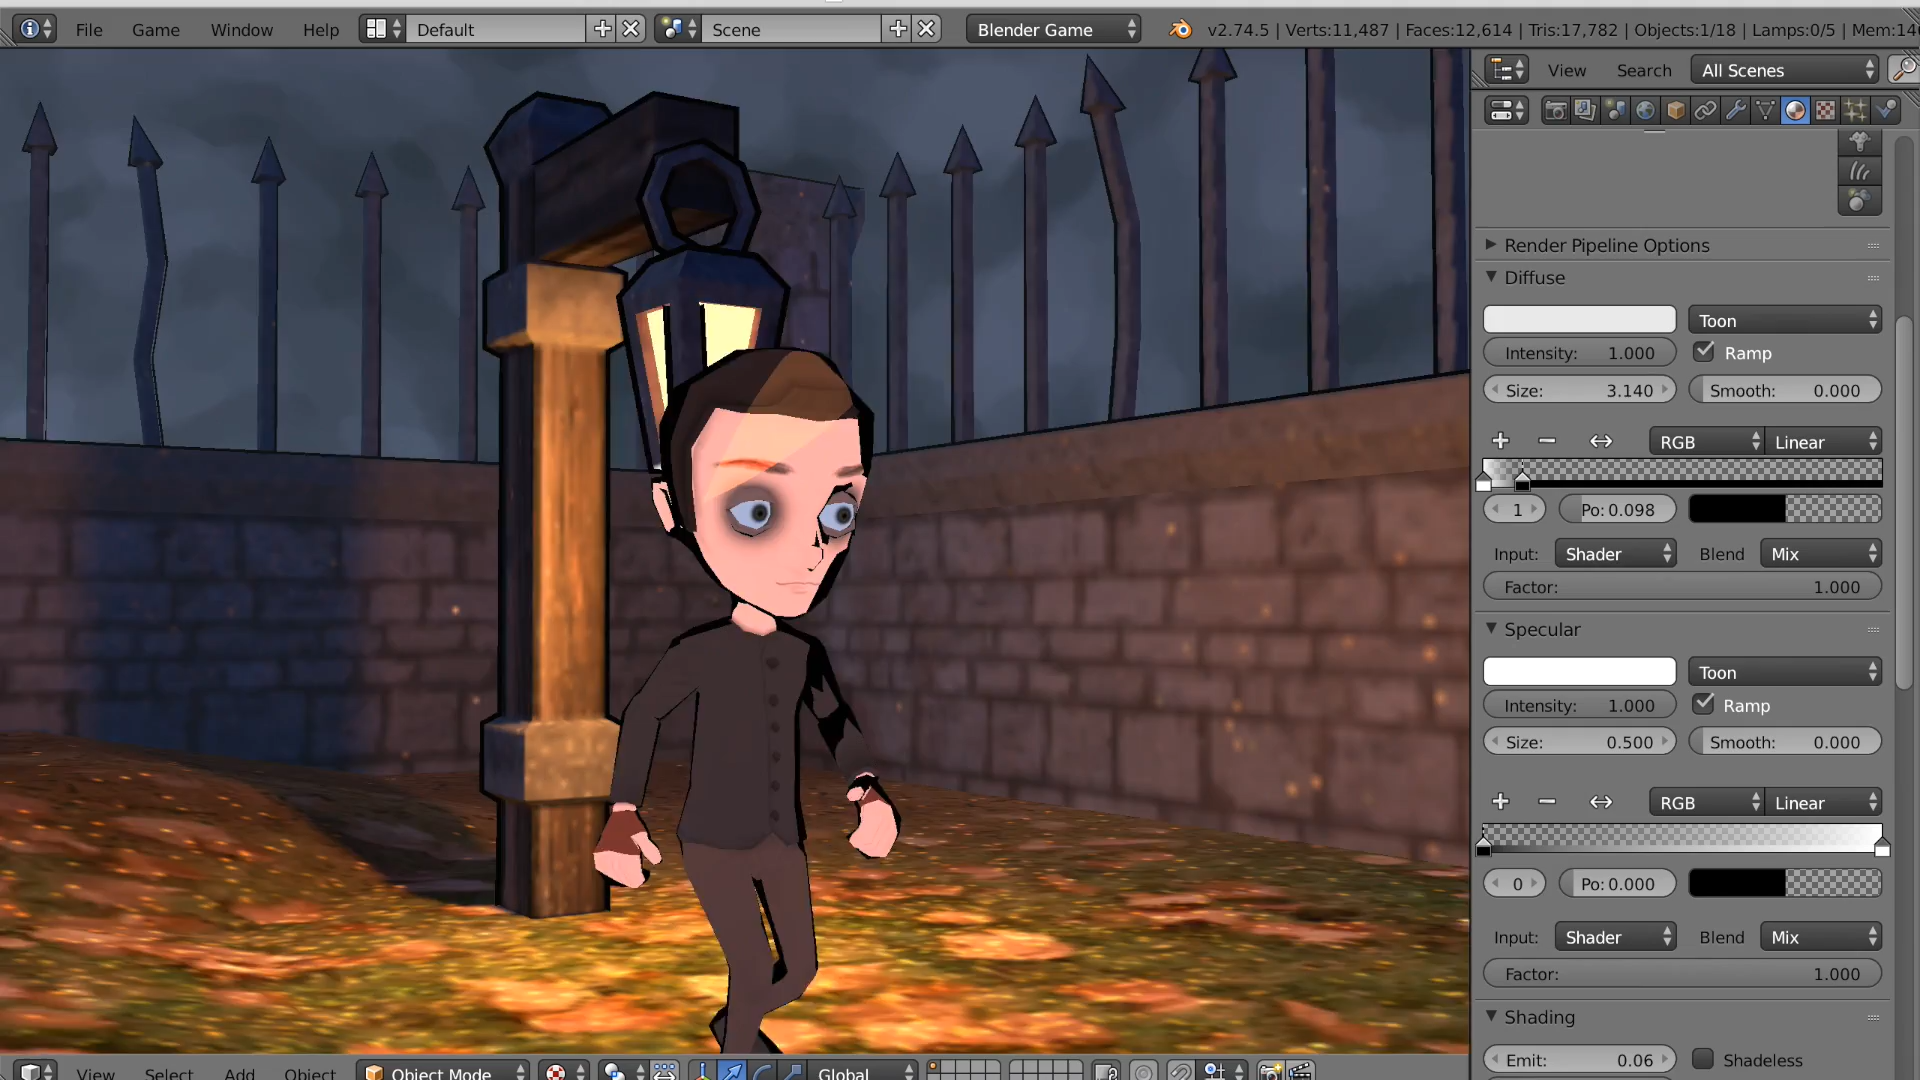 File Game Window Help Default Scene Blender Game v2.74.5 | Verts:11,487 | Faces:12,614 | Tris:17,782 | Objects:1/18 | Lamps:0/5 |
View Search All Scenes
Render Pipeline Options
Diffuse
Toon
Intensity: 1.000 Ramp
Size: 3.140 Smooth: 0.000
RGB Linear
1 Po: 0.098
Input: Shader Blend Mix
Factor: 1.000
Specular
Toon
Intensity: 1.000 Ramp
Size: 0.500 Smooth: 0.000
RGB Linear
0 Po: 0.000
Input: Shader Blend Mix
Factor: 1.000
Shading
Emit: 0.06 Shadeless
View Select Add Object Object Mode Global